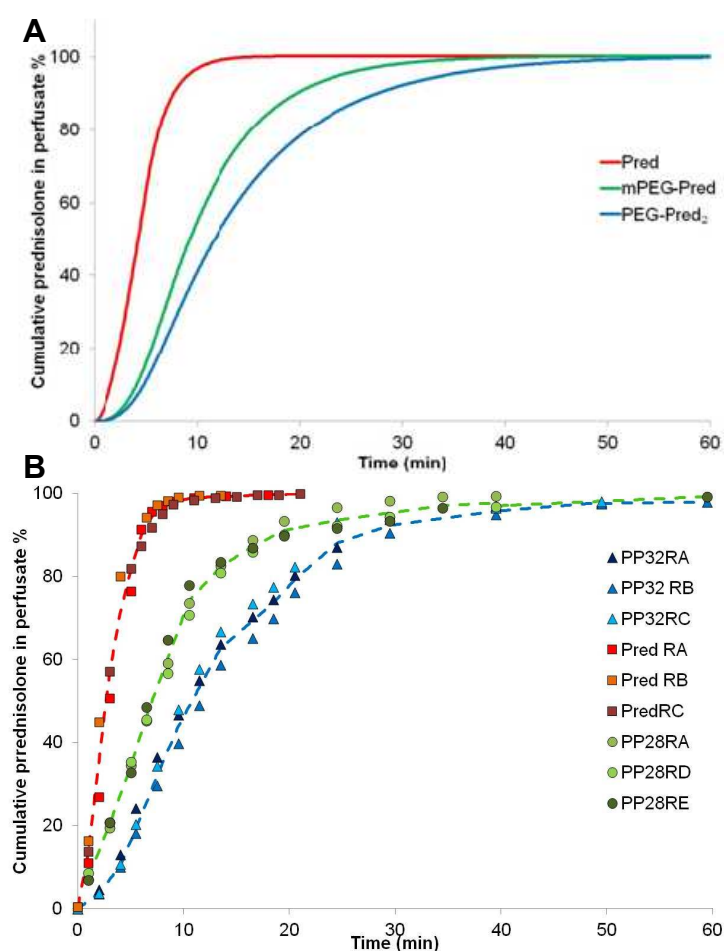 A
Cumulative prednisolone in perfusate %
100
80
60
40
20
0
Pred
mPEG-Pred
PEG-Pred₂
0 10 20 30 40 50 60
Time (min)
B
Cumulative prrednisolone in perfusate %
100
80
60
40
20
0
PP32RA
PP32 RB
PP32RC
Pred RA
Pred RB
PredRC
PP28RA
PP28RD
PP28RE
0 10 20 30 40 50 60
Time (min)